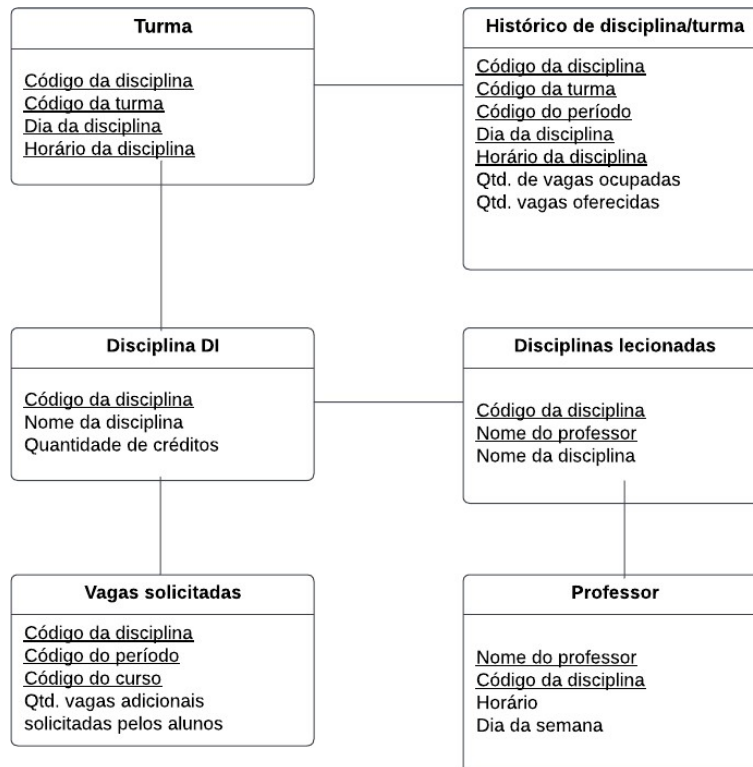 Turma
Código da disciplina
Código da turma
Dia da disciplina
Horário da disciplina
Histórico de disciplina/turma
Código da disciplina
Código da turma
Código do período
Dia da disciplina
Horário da disciplina
Qtd. de vagas ocupadas
Qtd. vagas oferecidas
Disciplina DI
Código da disciplina
Nome da disciplina
Quantidade de créditos
Disciplinas lecionadas
Código da disciplina
Nome do professor
Nome da disciplina
Vagas solicitadas
Código da disciplina
Código do período
Código do curso
Qtd. vagas adicionais
solicitadas pelos alunos
Professor
Nome do professor
Código da disciplina
Horário
Dia da semana